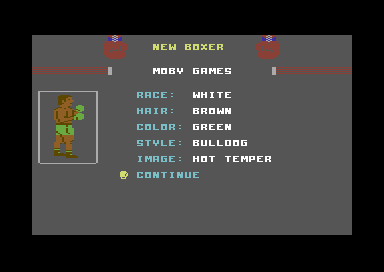 NEW BOXER
MOBY GAMES
RACE: WHITE
HAIR: BROWN
COLOR: GREEN
STYLE: BULLDOG
IMAGE: HOT TEMPER
CONTINUE